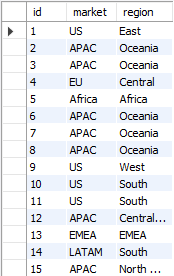 id market region
1 US East
2 APAC Oceania
3 APAC Oceania
4 EU Central
5 Africa Africa
6 APAC Oceania
7 APAC Oceania
8 APAC Oceania
9 US West
10 US South
11 US South
12 APAC Central...
13 EMEA EMEA
14 LATAM South
15 APAC North ...